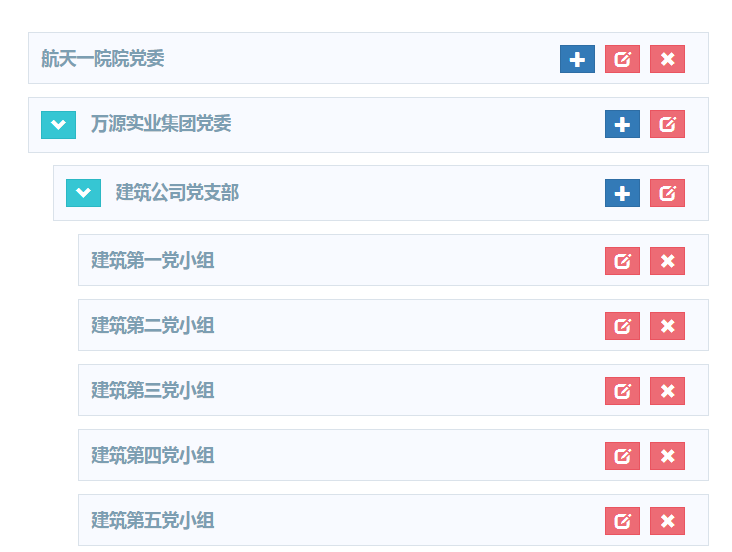 航天一院院党委
万源实业集团党委
建筑公司党支部
建筑第一党小组
建筑第二党小组
建筑第三党小组
建筑第四党小组
建筑第五党小组